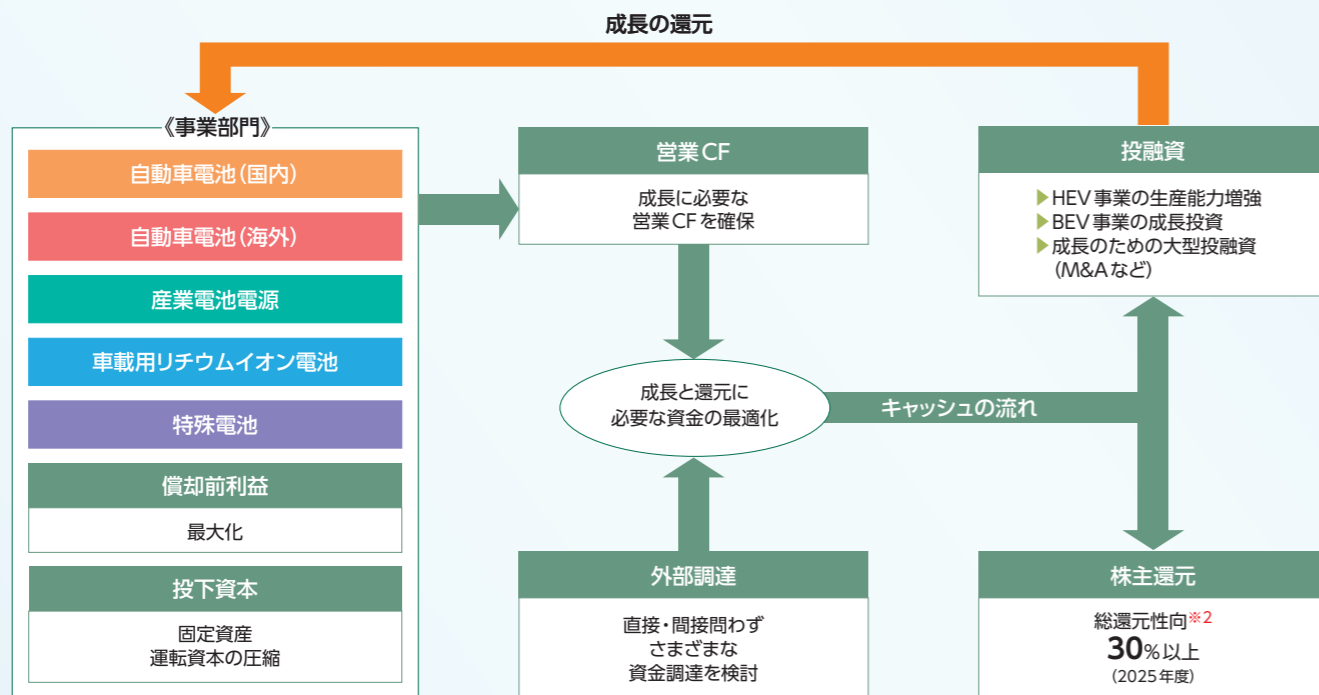 成長の還元
《事業部門》
自動車電池(国内)
自動車電池(海外)
産業電池電源
車載用リチウムイオン電池
特殊電池
償却前利益
最大化
投下資本
固定資産
運転資本の圧縮
営業CF
成長に必要な
営業CFを確保
成長と還元に
必要な資金の最適化
キャッシュの流れ
外部調達
直接・間接問わず
さまざまな
資金調達を検討
投融資
▶HEV事業の生産能力増強
▶BEV事業の成長投資
▶成長のための大型投融資
(M&Aなど)
株主還元
総還元性向※2
30%以上
(2025年度)